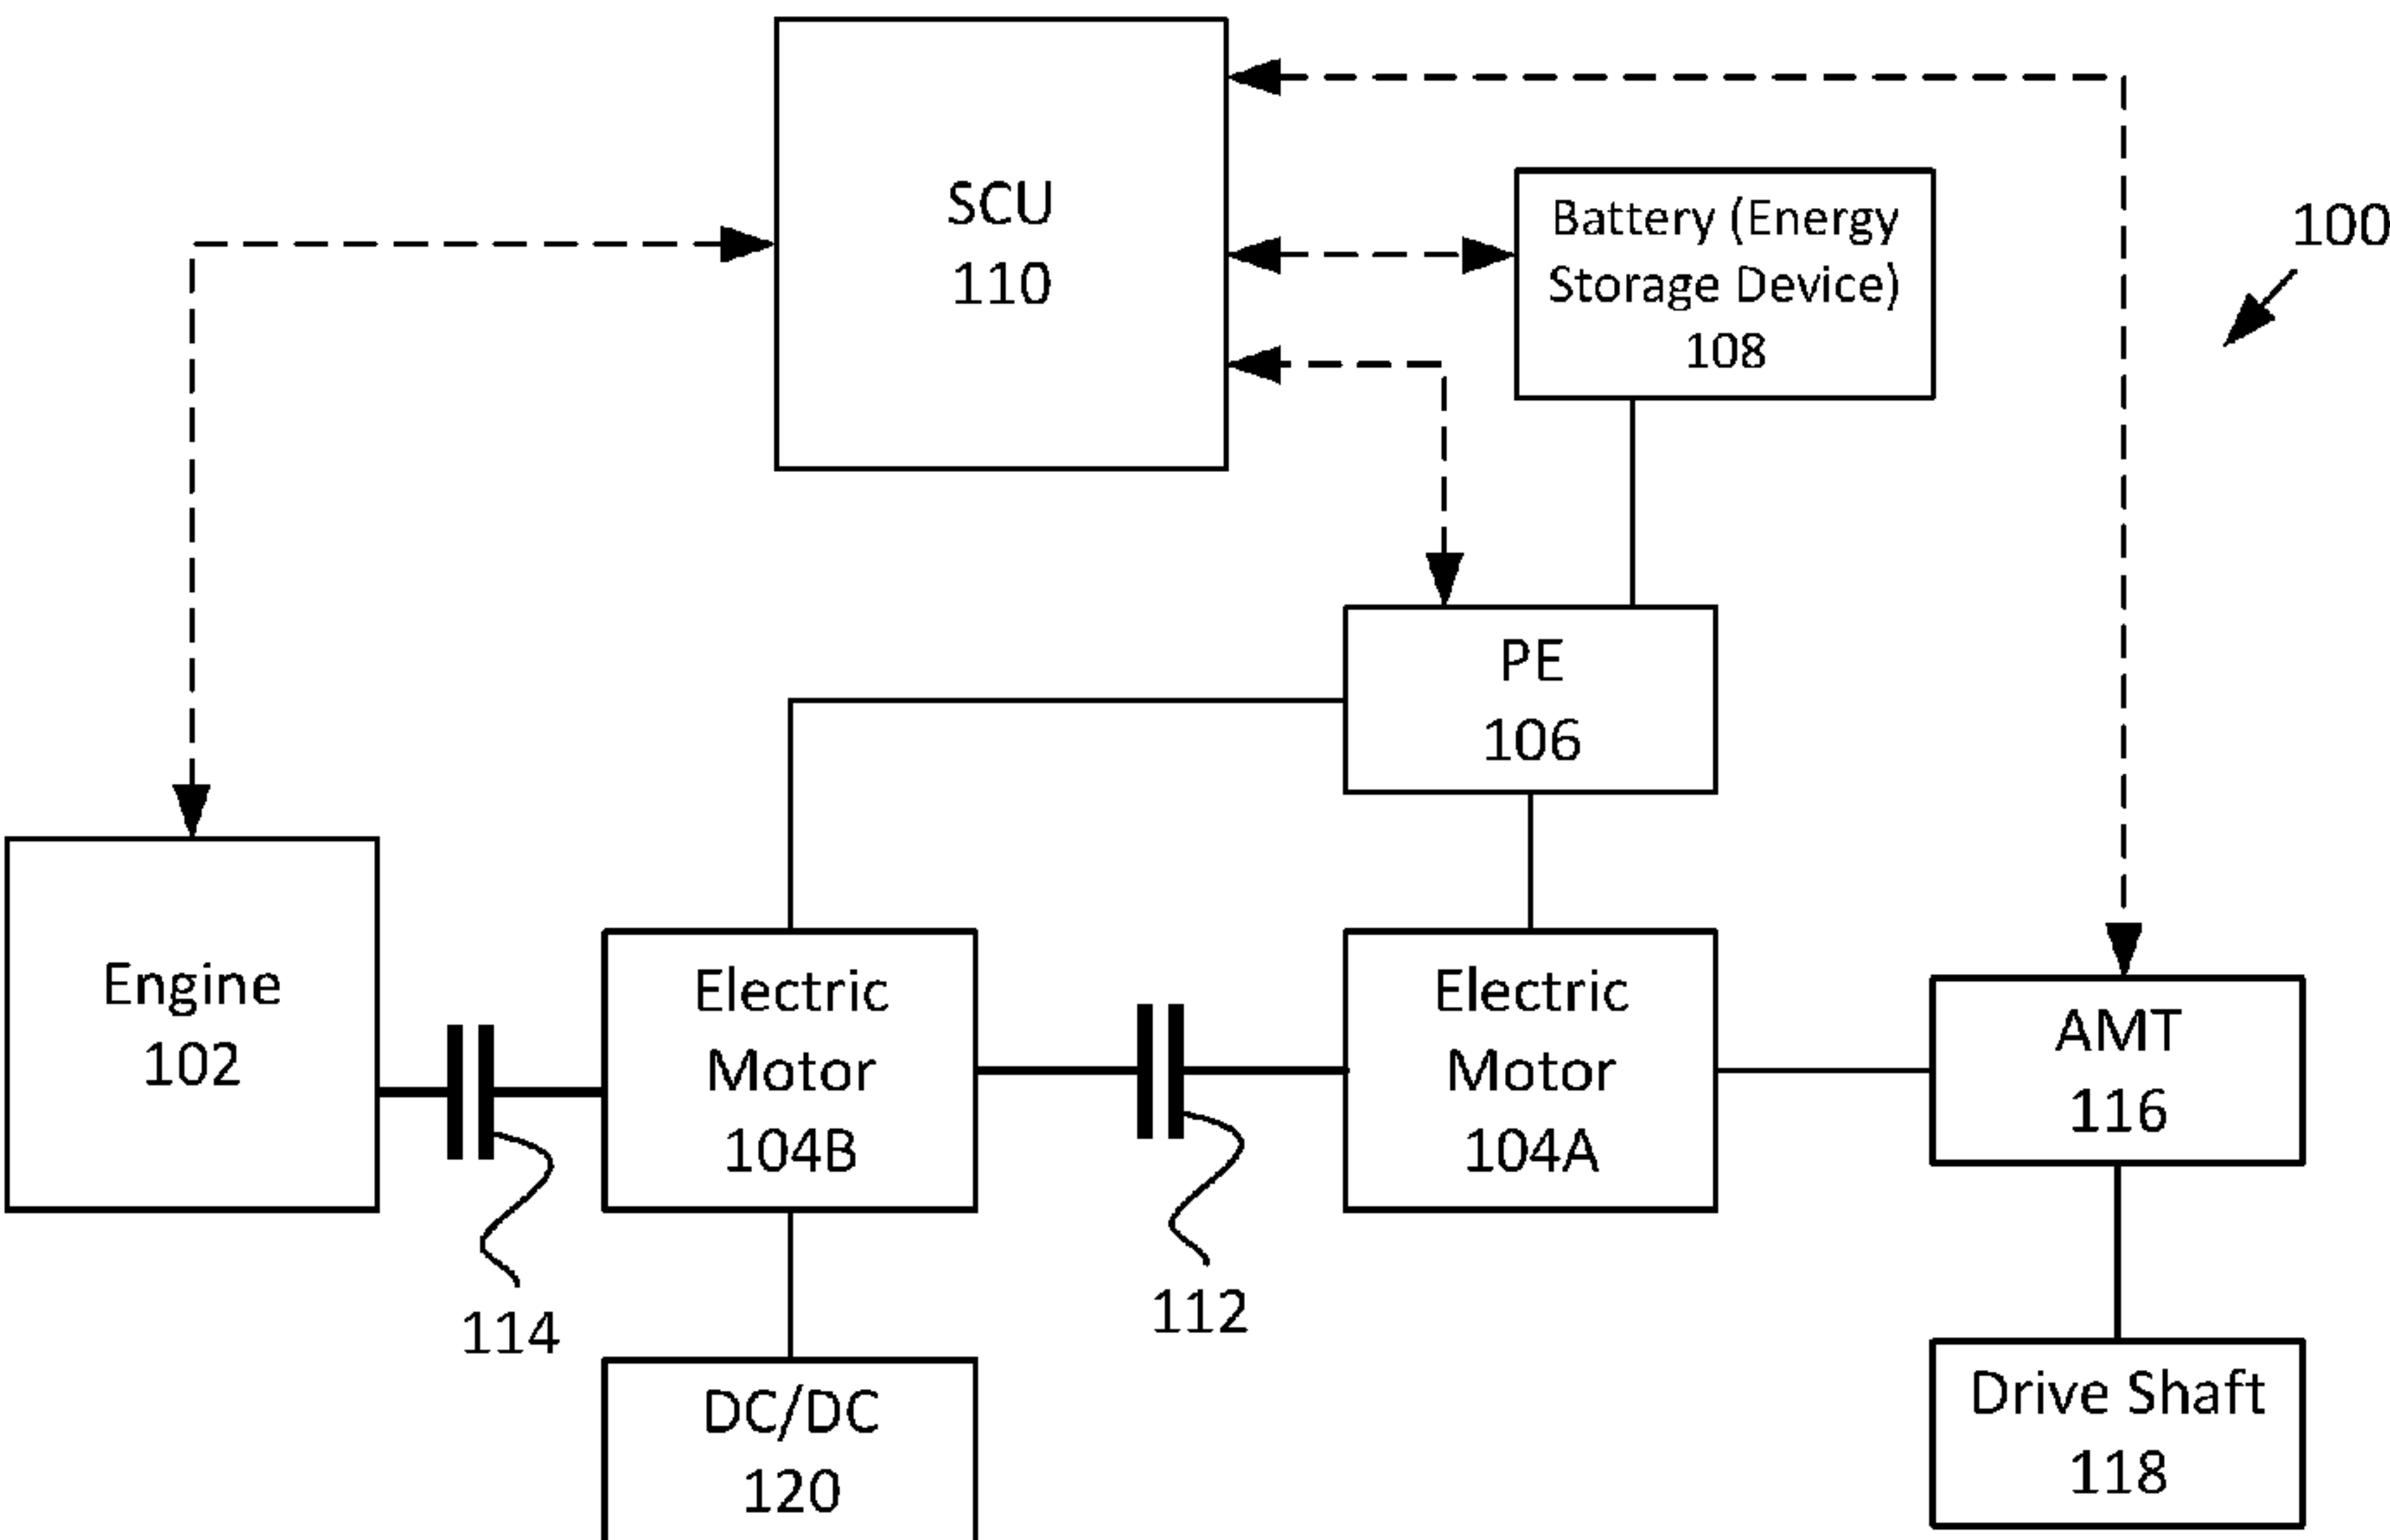 SCU
110
Battery (Energy
Storage Device)
108
100
PE
106
Engine
102
Electric
Motor
104B
Electric
Motor
104A
AMT
116
114
112
DC/DC
120
Drive Shaft
118